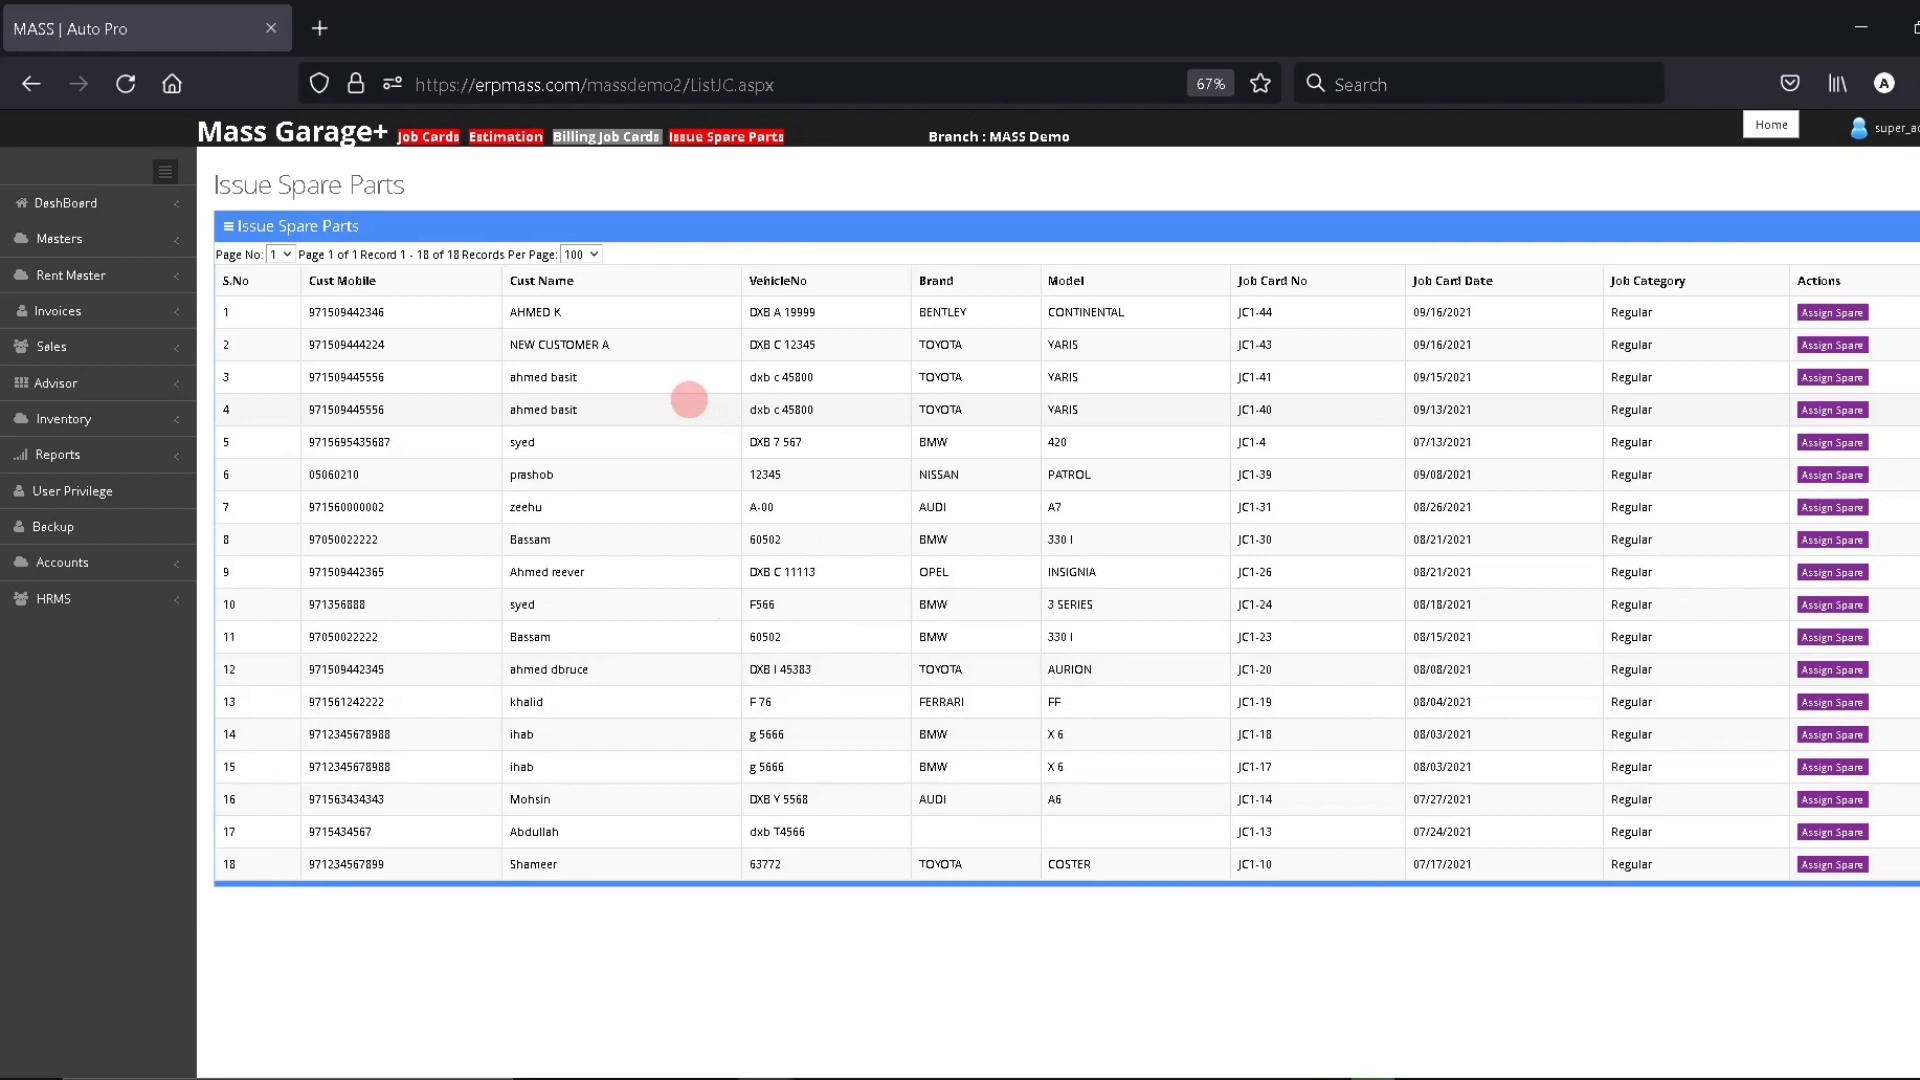 MASS | Auto Pro
https://erpmass.com/massdemo2/ListJC.aspx 67% Search A
Mass Garage+ Job Cards Estimation Billing Job Cards Issue Spare Parts Branch : MASS Demo Home
DashBoard
Masters
Rent Master
Invoices
Sales
Advisor
Inventory
Reports
User Privilege
Backup
Accounts
HRMS
Issue Spare Parts
Issue Spare Parts
Page No: 1 Page 1 of 1 Record 1 - 18 of 18 Records Per Page: 100
S.No Cust Mobile Cust Name VehicleNo Brand Model Job Card No Job Card Date Job Category Actions
1 971509442346 AHMED K DXB A 19999 BENTLEY CONTINENTAL JC1-44 09/16/2021 Regular Assign Spare
2 971509444224 NEW CUSTOMER A DXB C 12345 TOYOTA YARIS JC1-43 09/16/2021 Regular Assign Spare
3 971509445556 ahmed basit dxb c 45800 TOYOTA YARIS JC1-41 09/15/2021 Regular Assign Spare
4 971509445556 ahmed basit dxb c 45800 TOYOTA YARIS JC1-40 09/13/2021 Regular Assign Spare
5 9715695435687 syed DXB 7 567 BMW 420 JC1-4 07/13/2021 Regular Assign Spare
6 05060210 prashob 12345 NISSAN PATROL JC1-39 09/08/2021 Regular Assign Spare
7 971560000002 zeehu A-00 AUDI A7 JC1-31 08/26/2021 Regular Assign Spare
8 97050022222 Bassam 60502 BMW 330 I JC1-30 08/21/2021 Regular Assign Spare
9 971509442365 Ahmed reever DXB C 11113 OPEL INSIGNIA JC1-26 08/21/2021 Regular Assign Spare
10 971356888 syed F566 BMW 3 SERIES JC1-24 08/18/2021 Regular Assign Spare
11 97050022222 Bassam 60502 BMW 330 I JC1-23 08/15/2021 Regular Assign Spare
12 971509442345 ahmed dbruce DXB I 45383 TOYOTA AURION JC1-20 08/08/2021 Regular Assign Spare
13 971561242222 khalid F 76 FERRARI FF JC1-19 08/04/2021 Regular Assign Spare
14 9712345678988 ihab g 5666 BMW X 6 JC1-18 08/03/2021 Regular Assign Spare
15 9712345678988 ihab g 5666 BMW X 6 JC1-17 08/03/2021 Regular Assign Spare
16 971563434343 Mohsin DXB Y 5568 AUDI A6 JC1-14 07/27/2021 Regular Assign Spare
17 9715434567 Abdullah dxb T4566 JC1-13 07/24/2021 Regular Assign Spare
18 971234567899 Shameer 63772 TOYOTA COSTER JC1-10 07/17/2021 Regular Assign Spare